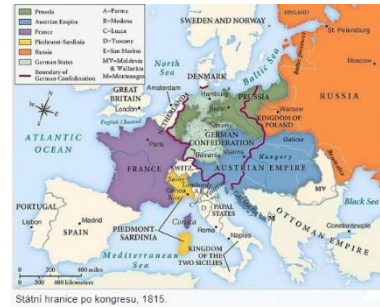 Prussia
Austrian Empire
France
Piedmont-Sardinia
Russia
German States
Boundary of
German Confederation
A-Parma
B-Modena
C-Lucca
D-Tuscany
E-San Marino
MV=Moldavia
& Wallachia
M=Montenegro
SWEDEN AND NORWAY
FINLAND
St. Petersburg
Baltic Provinces
Moscow
North
Sea
Baltic Sea
DENMARK
GREAT
BRITAIN
London
Amsterdam
NETHERLANDS
Hamburg
Berlin
PRUSSIA
RUSSIA
Warsaw
KINGDOM OF
POLAND
English Channel
Saxony
GERMAN
CONFEDERATION
ATLANTIC
OCEAN
Paris
Bavaria
Vienna
Galicia
FRANCE
SWITZ.
Hungary
AUSTRIAN EMPIRE
Savoy
Lombardy
Genoa
Nice
MV
Black Sea
PORTUGAL
Lisbon
Madrid
SPAIN
Corsica
PAPAL
STATES
Rome
Naples
Constantinople
OTTOMAN EMPIRE
PIEDMONT-
SARDINIA
KINGDOM
OF THE
TWO SICILIES
Mediterranean
Sea
0 200 400 miles
0 200 400 kilometers
Státní hranice po kongresu, 1815.